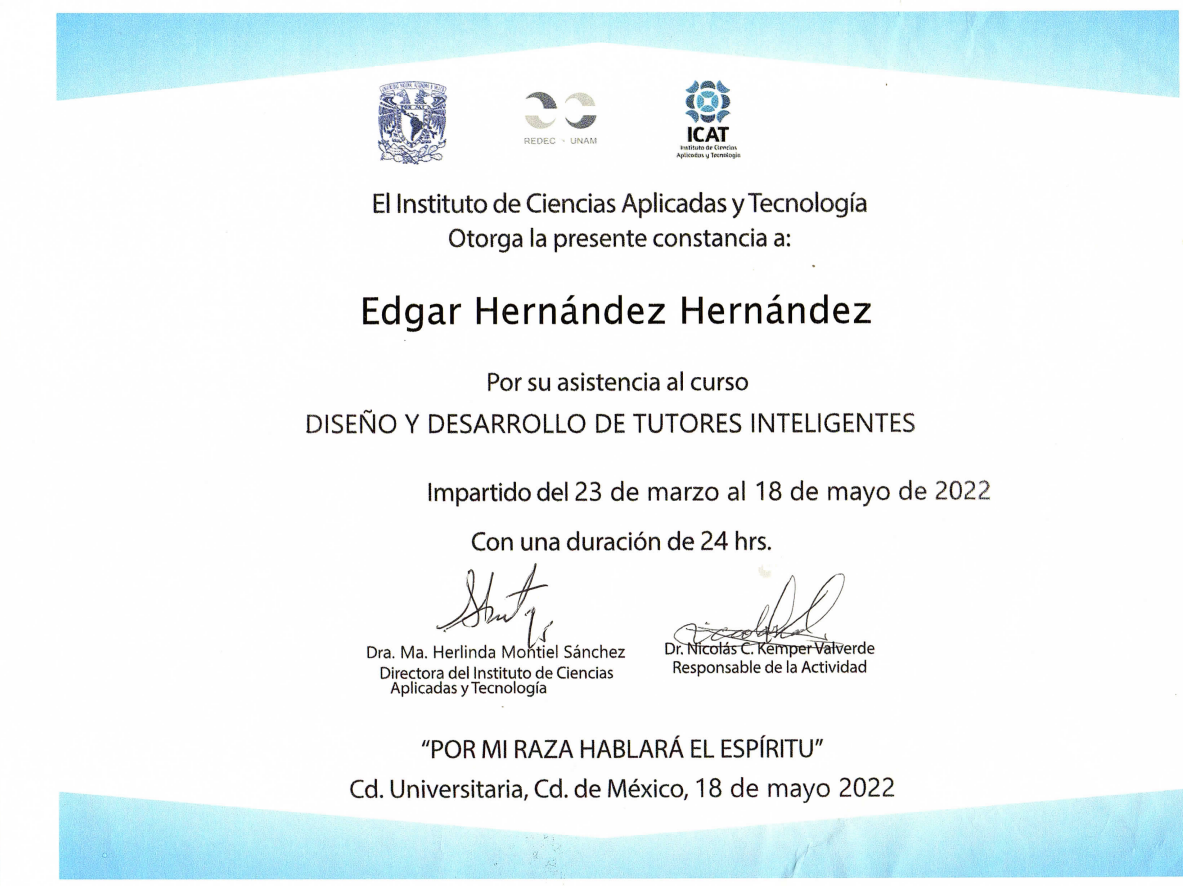 REDEC - UNAM
ICAT
Instituto de Ciencias
Aplicadas y Tecnología
El Instituto de Ciencias Aplicadas y Tecnología
Otorga la presente constancia a:
Edgar Hernández Hernández
Por su asistencia al curso
DISEÑO Y DESARROLLO DE TUTORES INTELIGENTES
Impartido del 23 de marzo al 18 de mayo de 2022
Con una duración de 24 hrs.
Dra. Ma. Herlinda Montiel Sánchez
Directora del Instituto de Ciencias
Aplicadas y Tecnología
Dr. Nicolás C. Kemper Valverde
Responsable de la Actividad
“POR MI RAZA HABLARÁ EL ESPÍRITU”
Cd. Universitaria, Cd. de México, 18 de mayo 2022